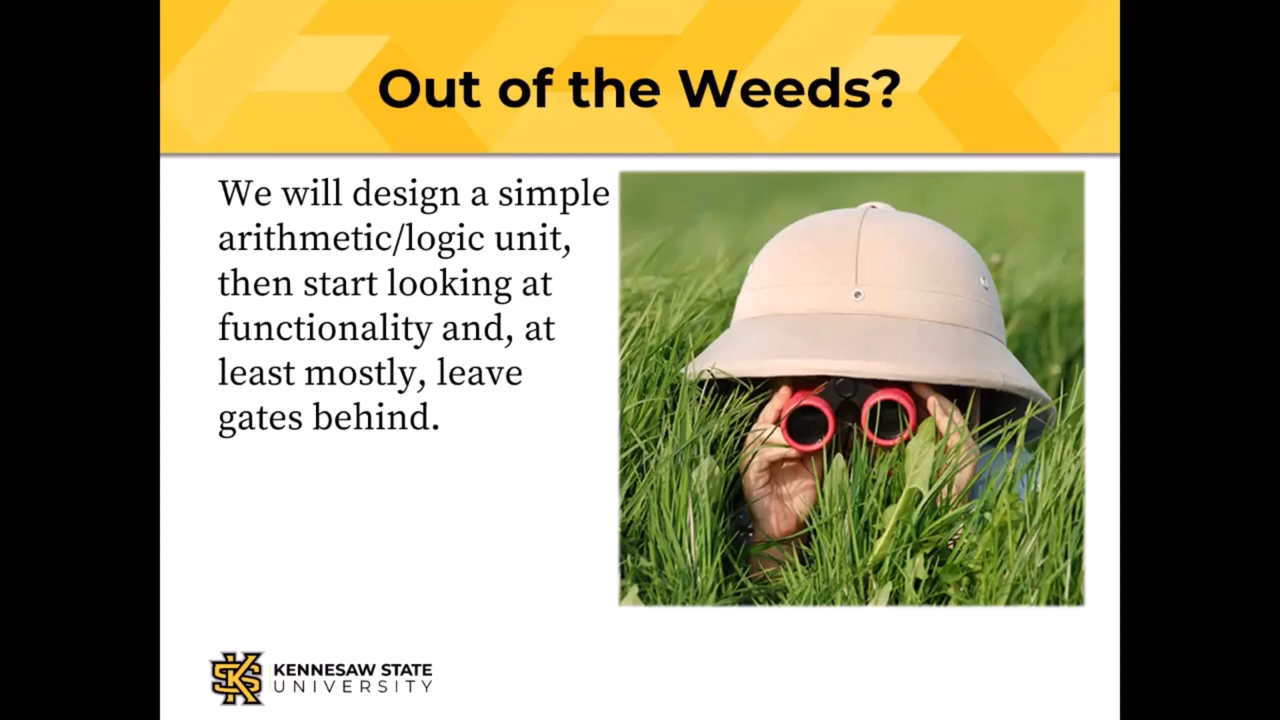 Out of the Weeds?
We will design a simple
arithmetic/logic unit,
then start looking at
functionality and, at
least mostly, leave
gates behind.
KENNESAW STATE
UNIVERSITY